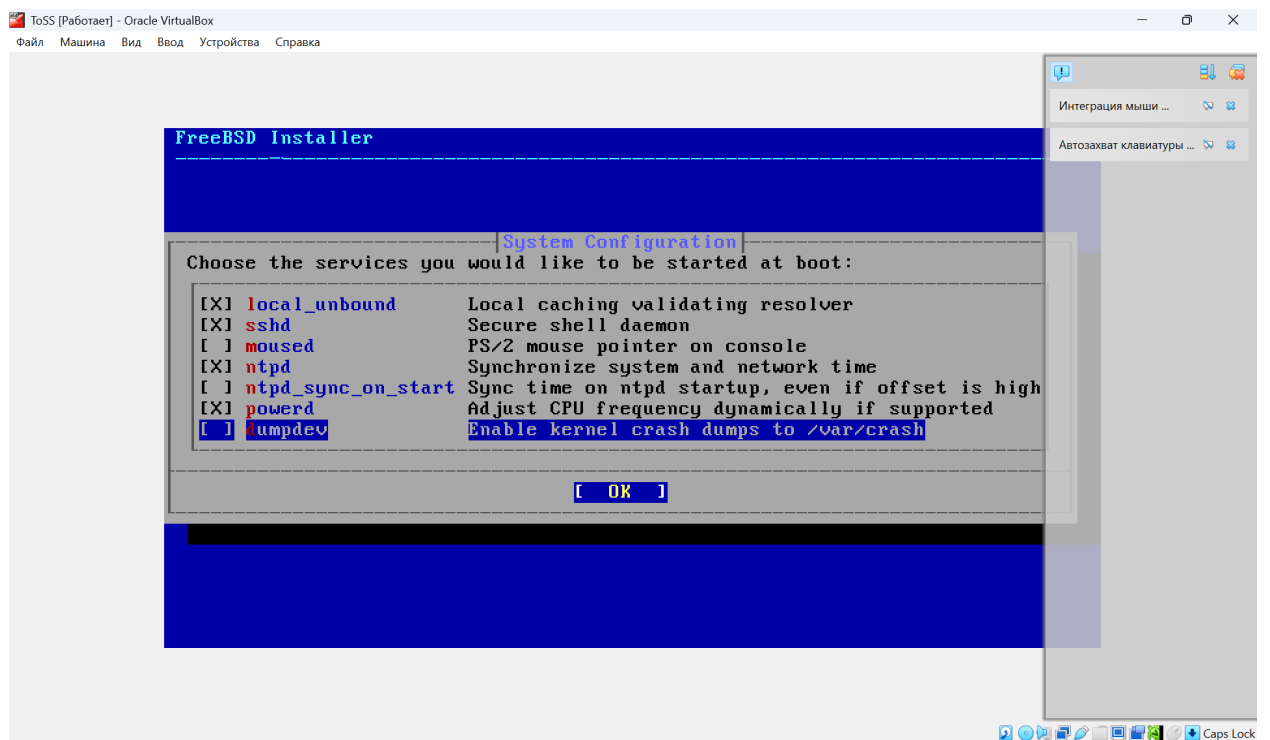 ToSS [Работает] - Oracle VirtualBox
Файл Машина Вид Ввод Устройства Справка
Интеграция мыши ...
Автозахват клавиатуры ...
FreeBSD Installer
System Configuration
Choose the services you would like to be started at boot:
[X] local_unbound Local caching validating resolver
[X] sshd Secure shell daemon
[ ] moused PS/2 mouse pointer on console
[X] ntpd Synchronize system and network time
[ ] ntpd_sync_on_start Sync time on ntpd startup, even if offset is high
[X] powerd Adjust CPU frequency dynamically if supported
[ ] dumpdev Enable kernel crash dumps to /var/crash
[ OK ]
Caps Lock